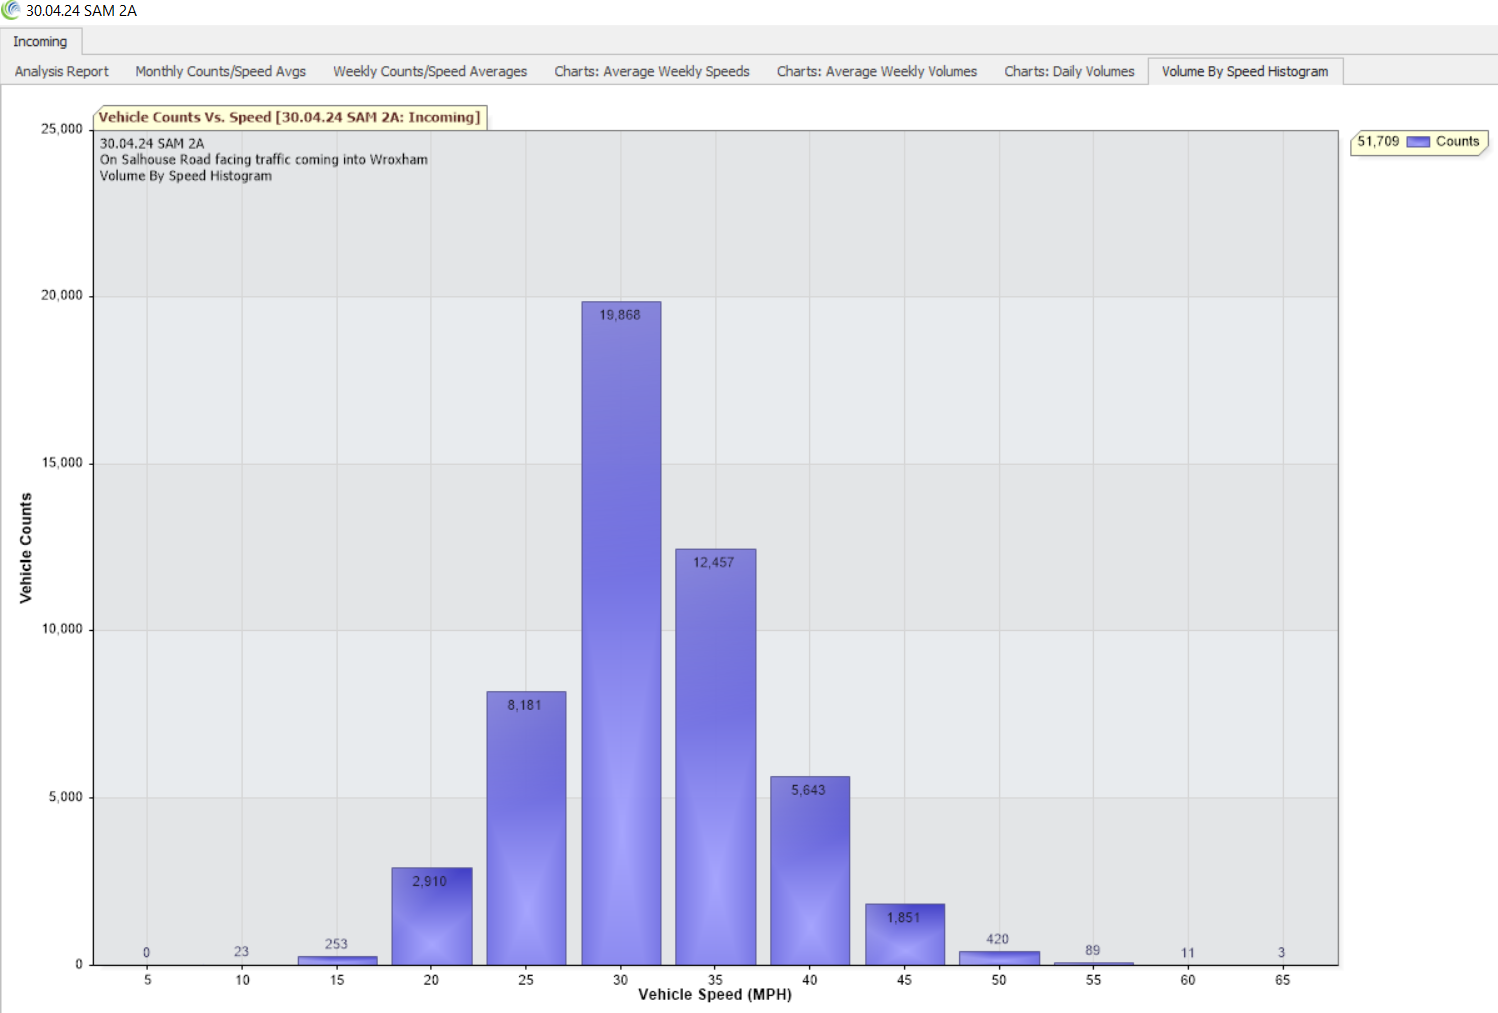 30.04.24 SAM 2A
Incoming
Analysis Report Monthly Counts/Speed Avgs Weekly Counts/Speed Averages Charts: Average Weekly Speeds Charts: Average Weekly Volumes Charts: Daily Volumes Volume By Speed Histogram
Vehicle Counts Vs. Speed [30.04.24 SAM 2A: Incoming]
30.04.24 SAM 2A
On Salhouse Road facing traffic coming into Wroxham
Volume By Speed Histogram
51,709 Counts
25,000
20,000
15,000
10,000
5,000
0
Vehicle Counts
0 23 253 2,910 8,181 19,868 12,457 5,643 1,851 420 89 11 3
5 10 15 20 25 30 35 40 45 50 55 60 65
Vehicle Speed (MPH)